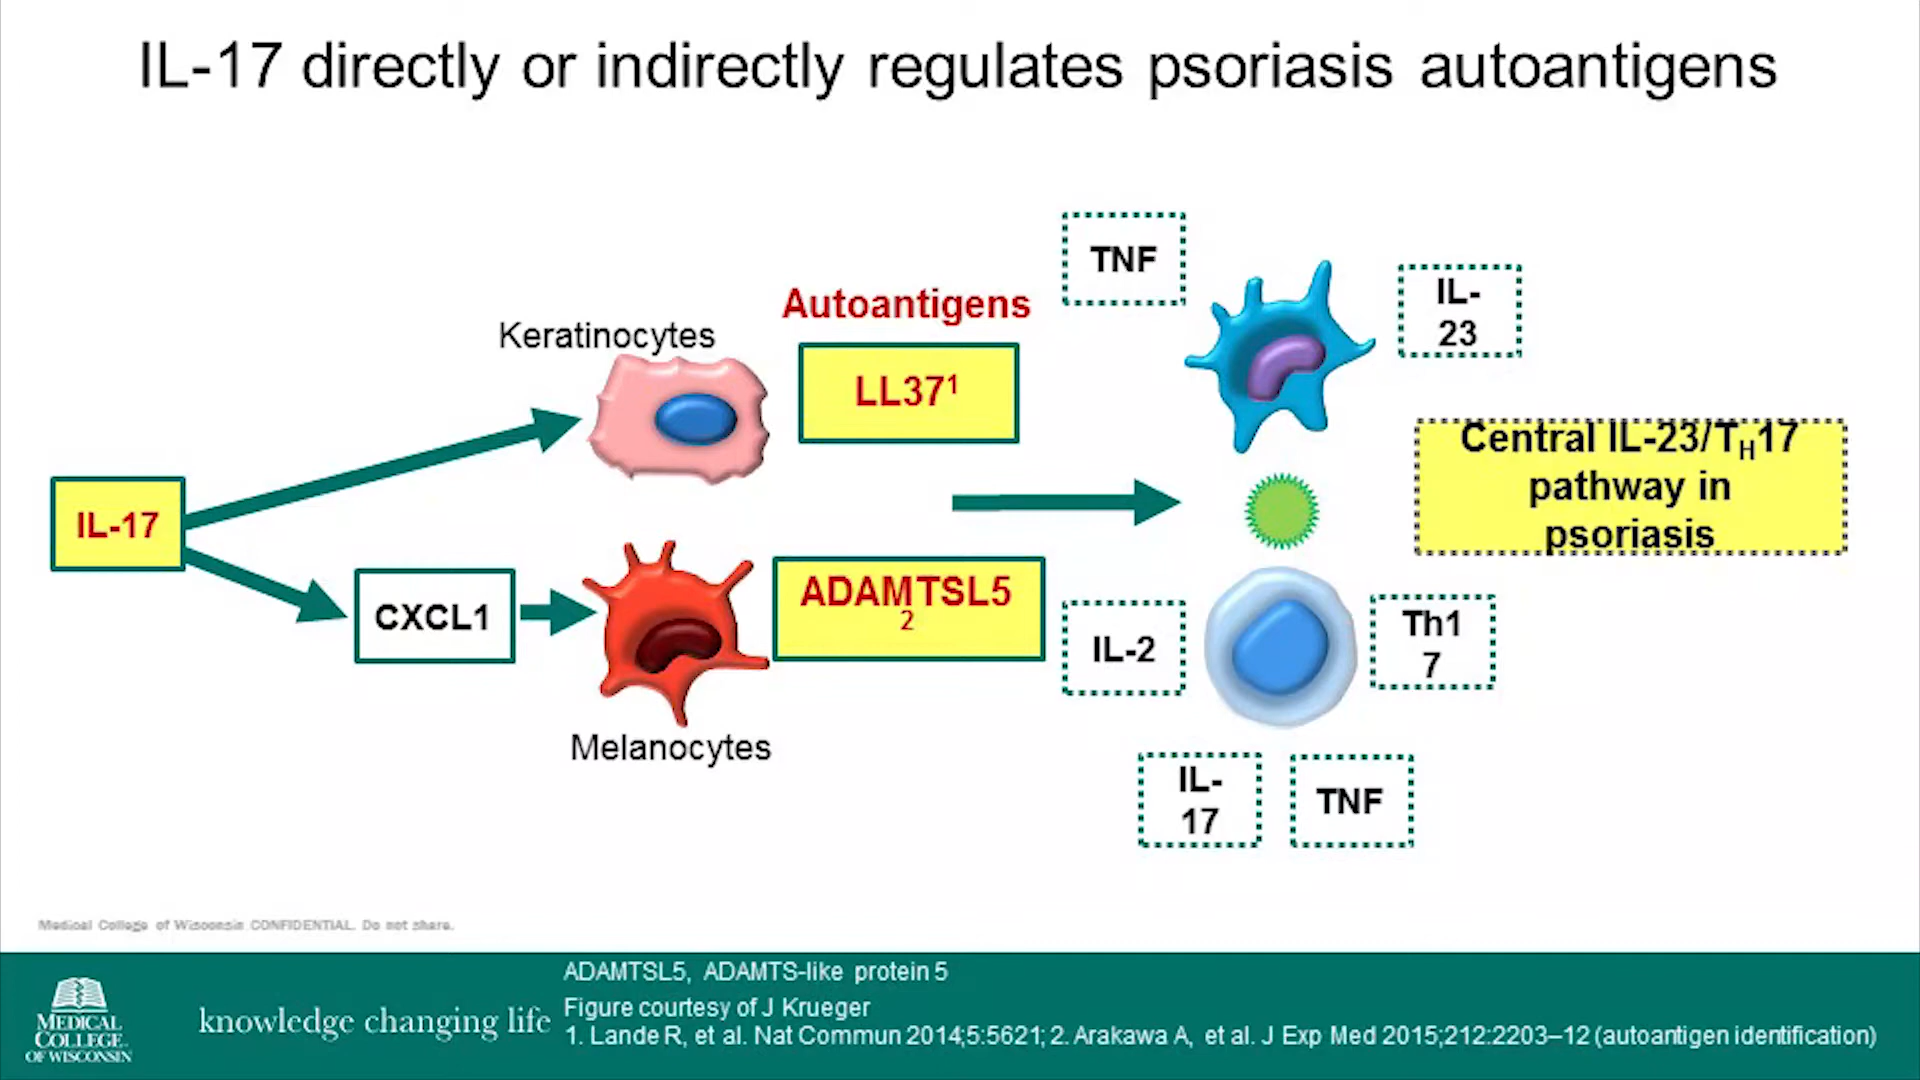 IL-17 directly or indirectly regulates psoriasis autoantigens
TNF
IL-
23
Autoantigens
Keratinocytes
LL37¹
Central IL-23/TH17
pathway in
psoriasis
IL-17
CXCL1
ADAMTSL5
2
IL-2
Th1
7
Melanocytes
IL-
17
TNF
Medical College of Wisconsin CONFIDENTIAL. Do not share.
MEDICAL
COLLEGE
OF WISCONSIN
knowledge changing life
ADAMTSL5, ADAMTS-like protein 5
Figure courtesy of J Krueger
1. Lande R, et al. Nat Commun 2014;5:5621; 2. Arakawa A, et al. J Exp Med 2015;212:2203–12 (autoantigen identification)